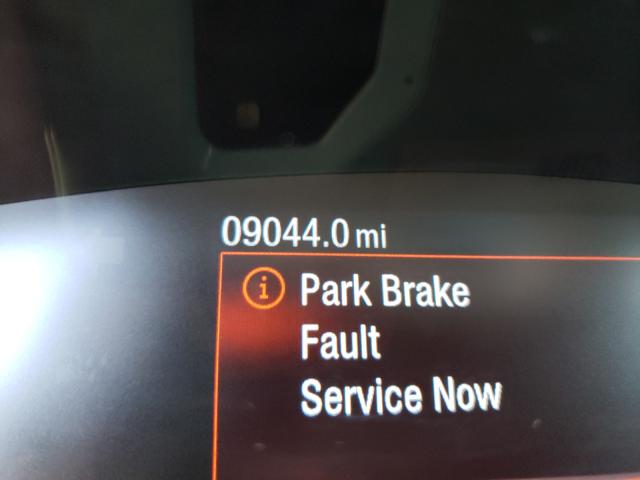 09044.0 mi
i Park Brake
Fault
Service Now